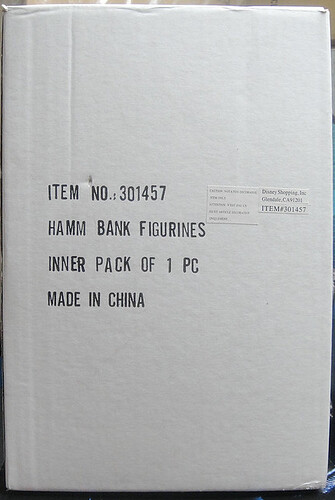 ITEM NO.: 301457
HAMM BANK FIGURINES
INNER PACK OF 1 PC
MADE IN CHINA
Disney Shopping, Inc
Glendale, CA91201
ITEM#301457